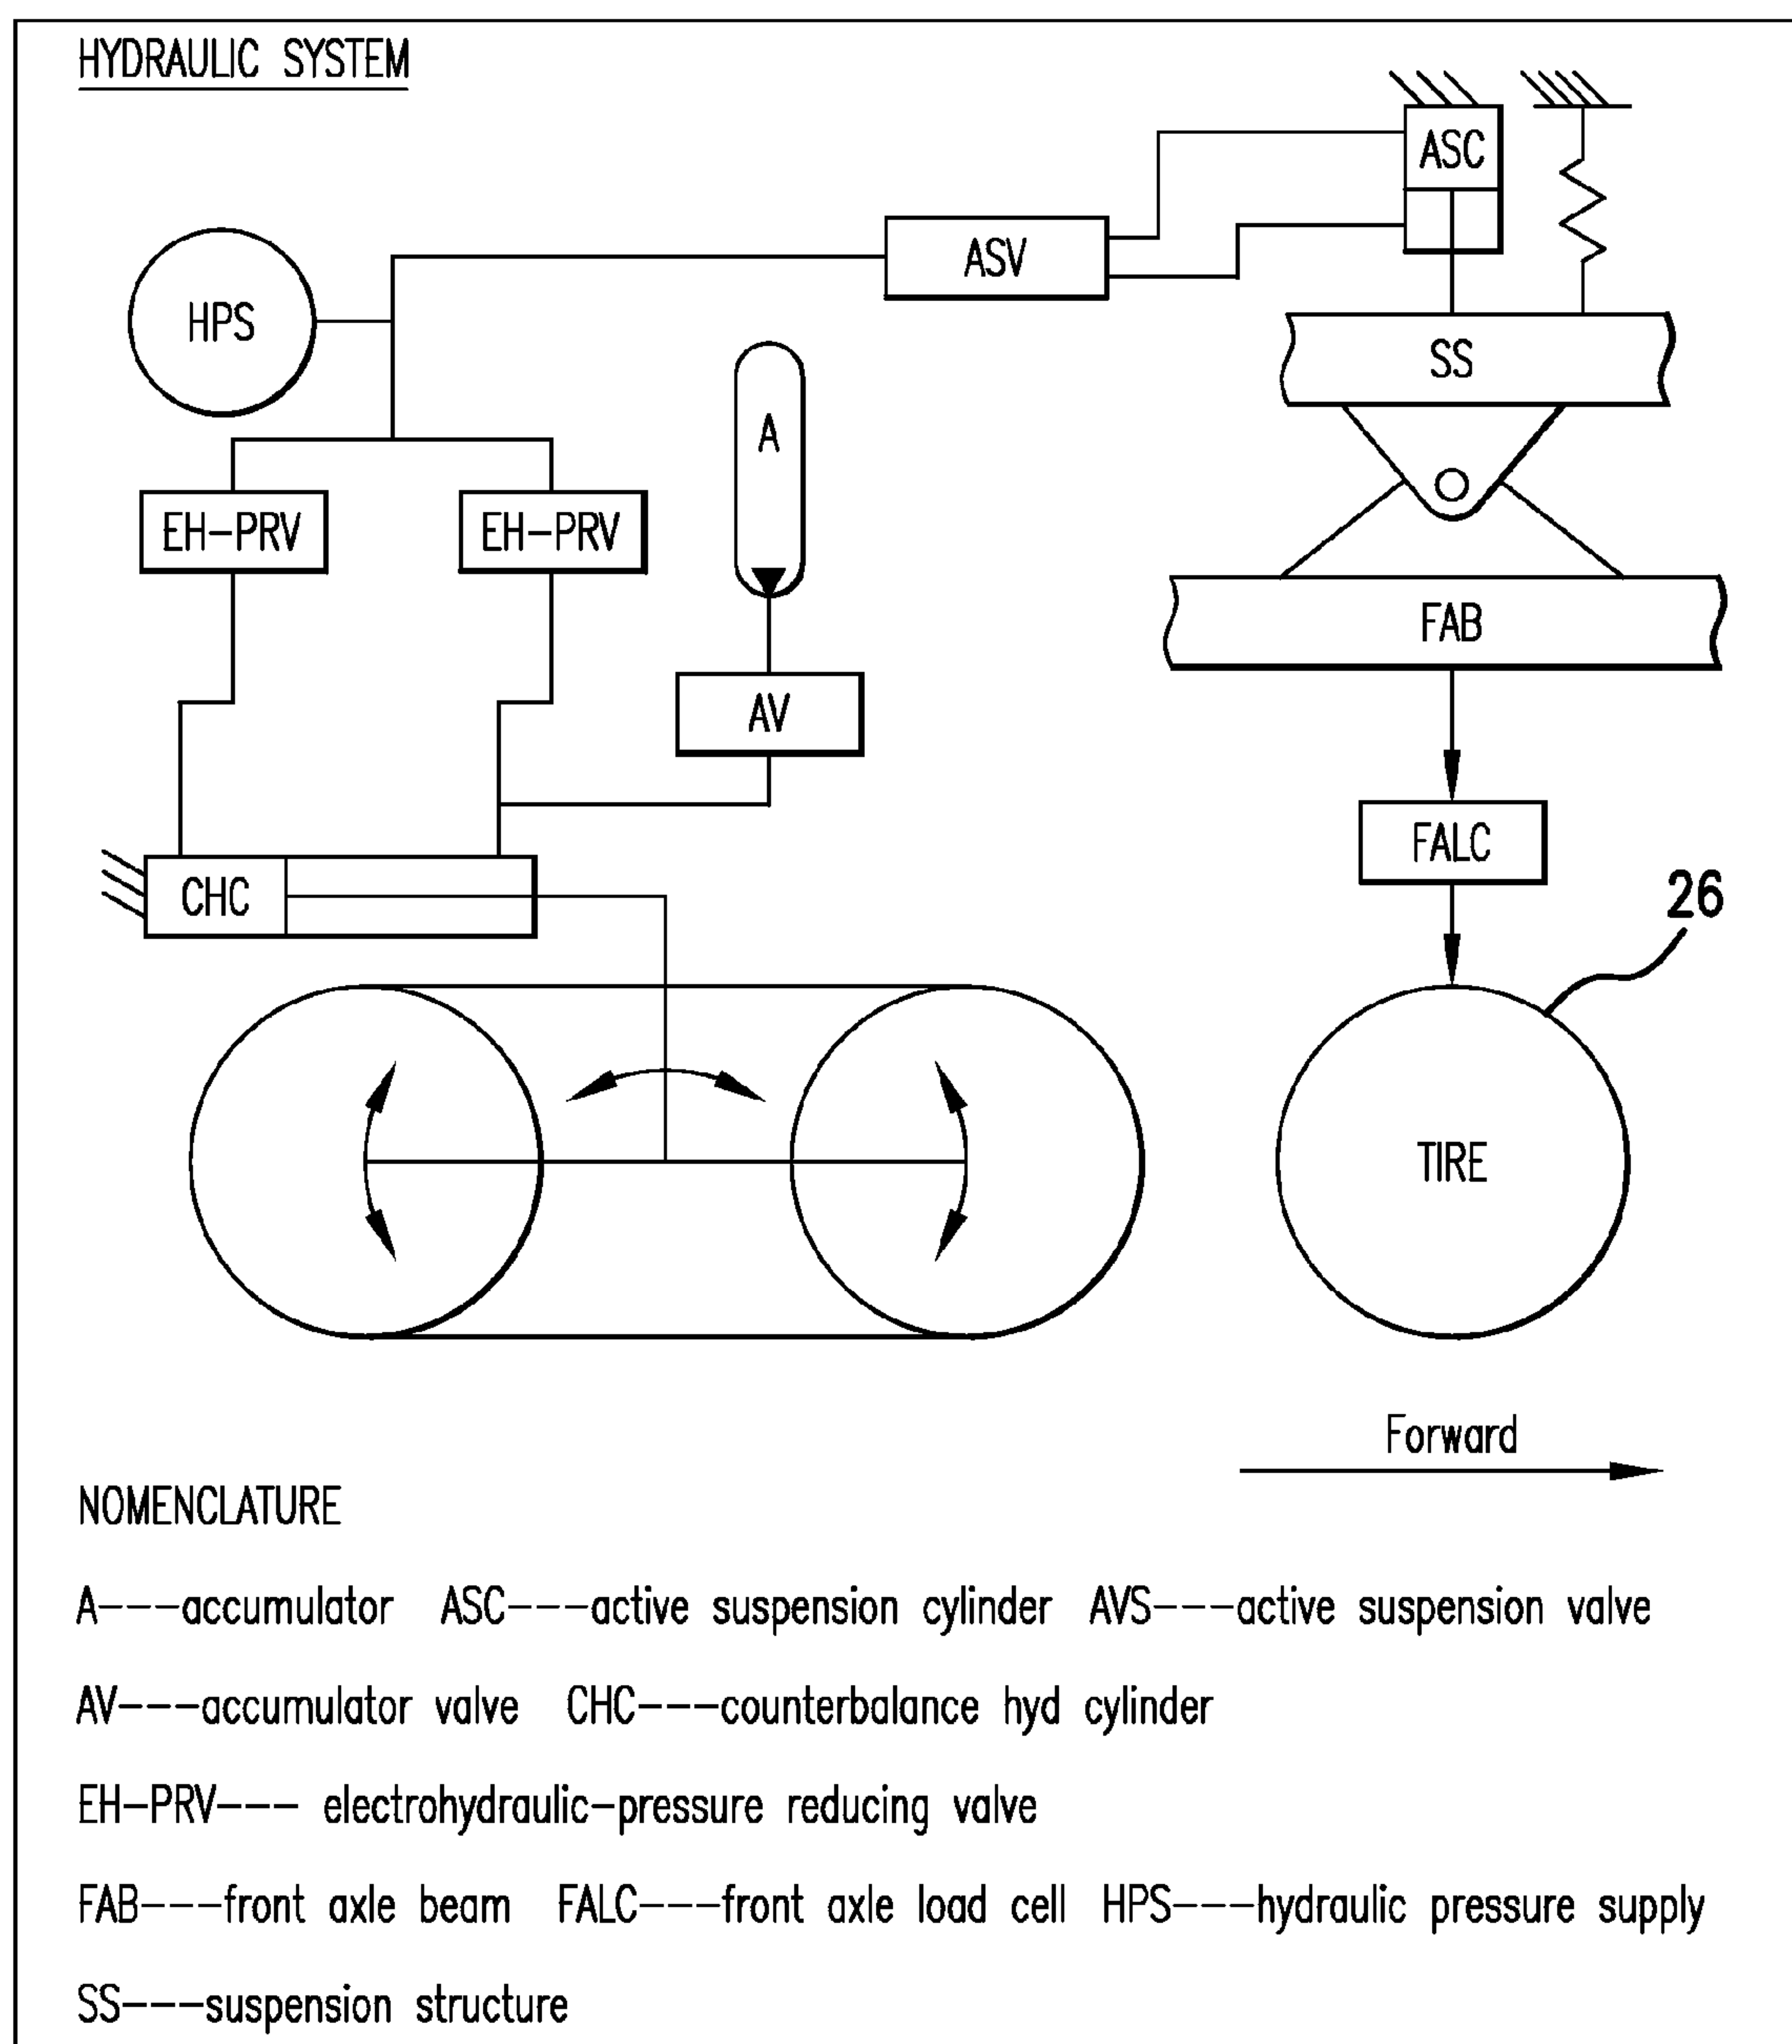 HYDRAULIC SYSTEM
ASC
ASV
HPS
SS
A
EH-PRV EH-PRV
FAB
AV
FALC
CHC
26
TIRE
Forward
NOMENCLATURE
A---accumulator ASC---active suspension cylinder AVS---active suspension valve
AV---accumulator valve CHC---counterbalance hyd cylinder
EH-PRV--- electrohydraulic-pressure reducing valve
FAB---front axle beam FALC---front axle load cell HPS---hydraulic pressure supply
SS---suspension structure